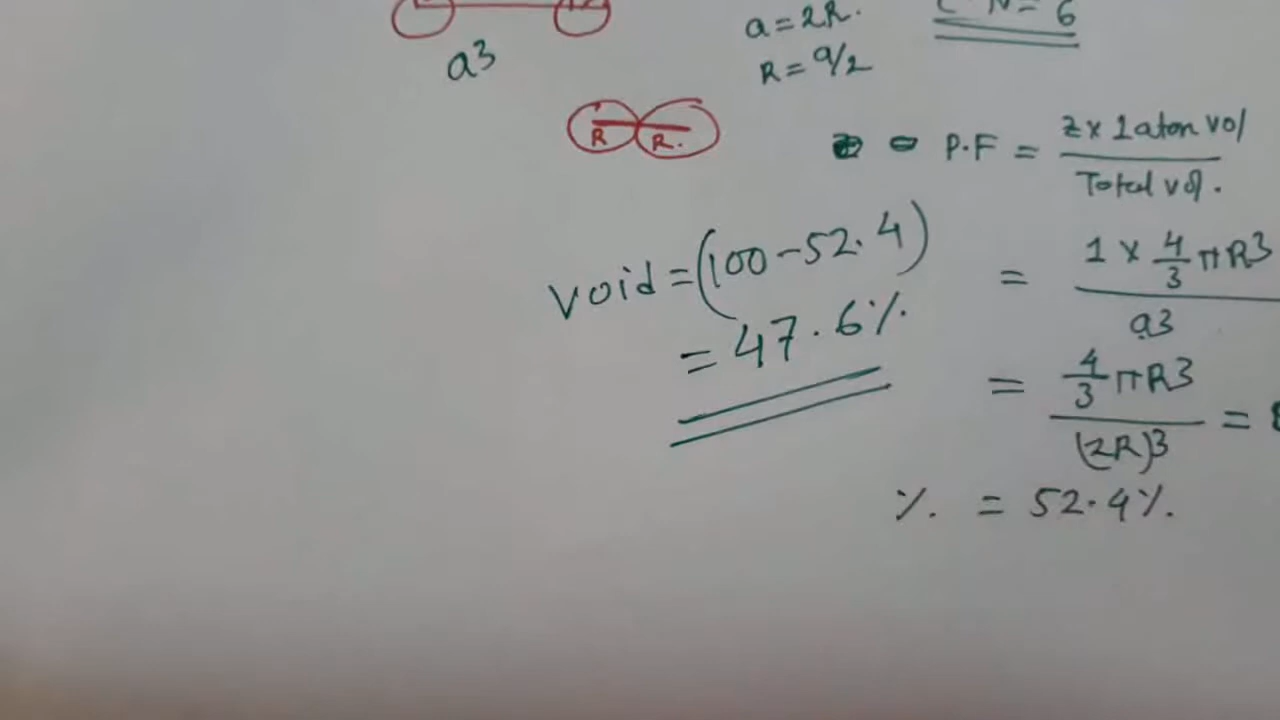 a3
a=2R.
R=a/2
C N=6
R R.
P.F = z x 1 atom vol / Total vol.
= 1 x 4/3 πR3 / a3
= 4/3 πR3 / (2R)3 =
% = 52.4%.
void = (100-52.4)
= 47.6%